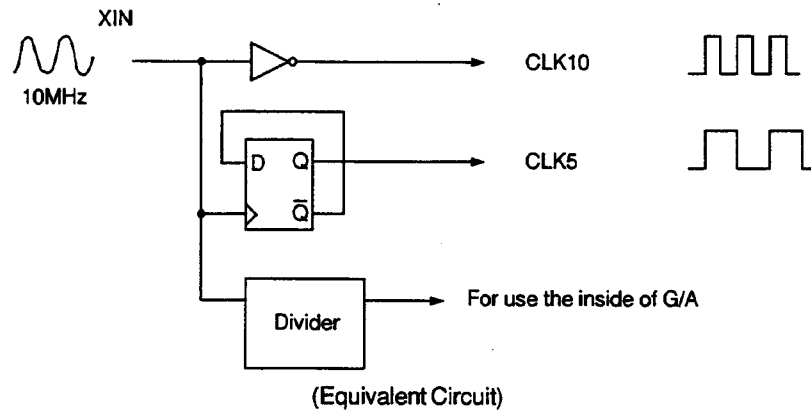 XIN
10MHz
CLK10
D Q
Q̅
CLK5
Divider
For use the inside of G/A
(Equivalent Circuit)